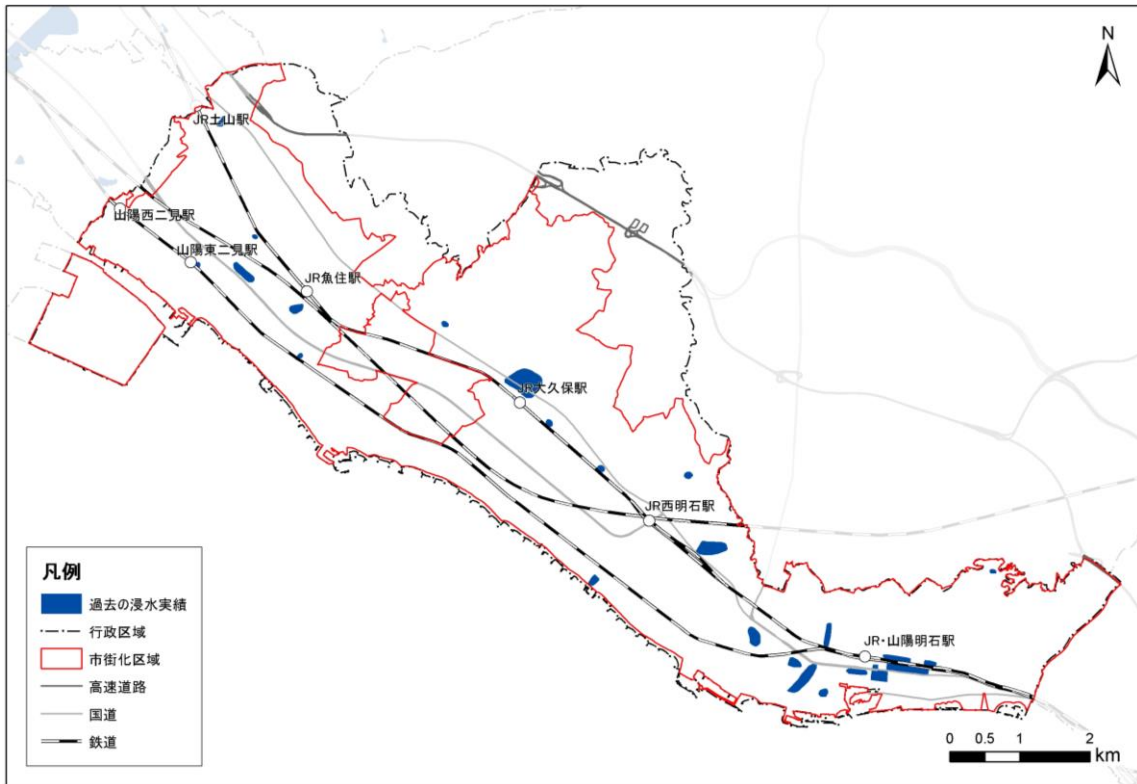 N
JR土山駅
山陽西二見駅
山陽東二見駅
JR魚住駅
JR大久保駅
JR西明石駅
JR・山陽明石駅
凡例
過去の浸水実績
行政区域
市街化区域
高速道路
国道
鉄道
0 0.5 1 2
km